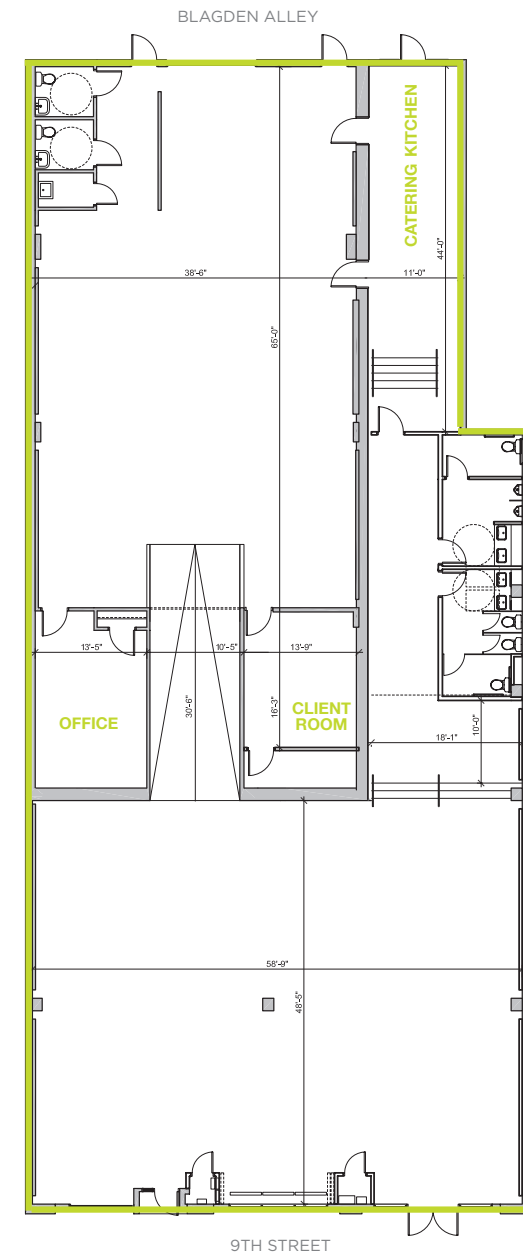 BLAGDEN ALLEY
CATERING KITCHEN
44'-0"
38'-6"
11'-0"
65'-0"
13'-5"
10'-5"
13'-9"
30'-6"
16'-3"
OFFICE
CLIENT
ROOM
10'-0"
18'-1"
58'-9"
48'-5"
9TH STREET